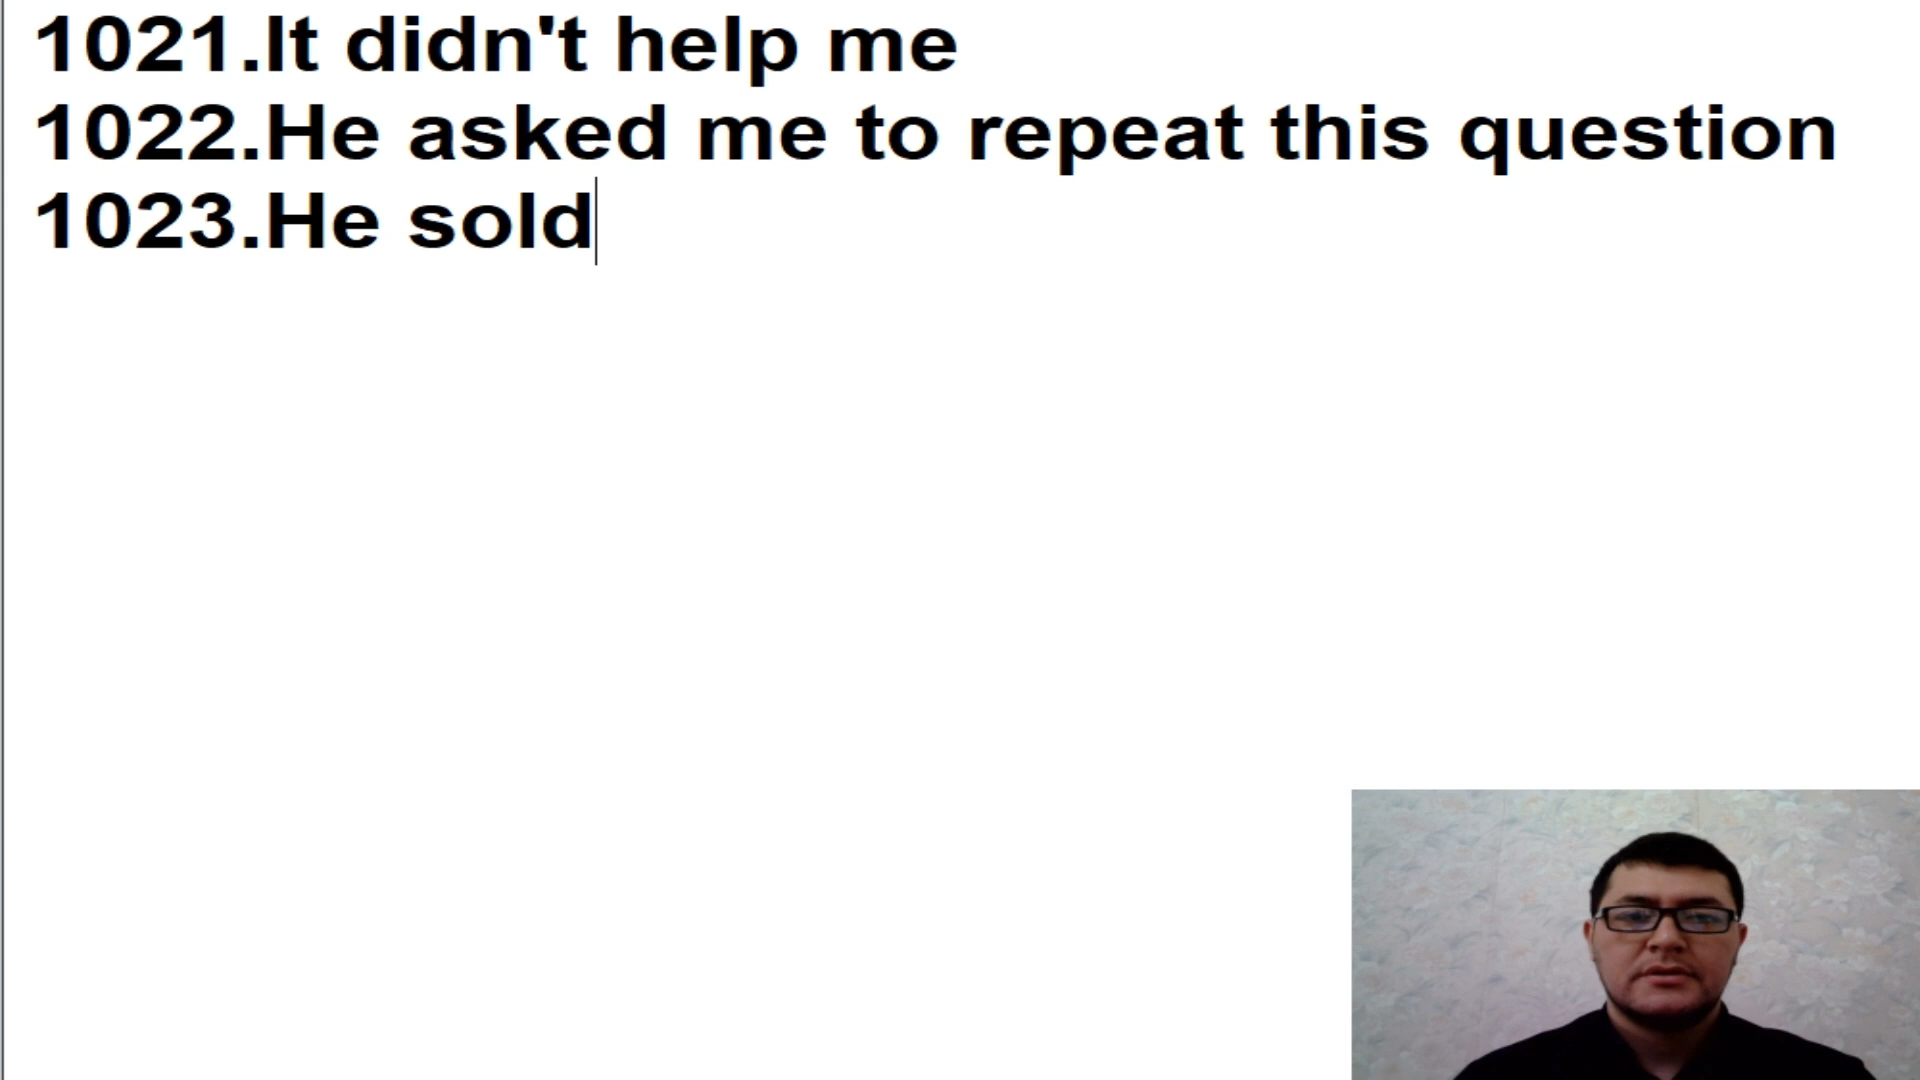 1021.It didn't help me
1022.He asked me to repeat this question
1023.He sold